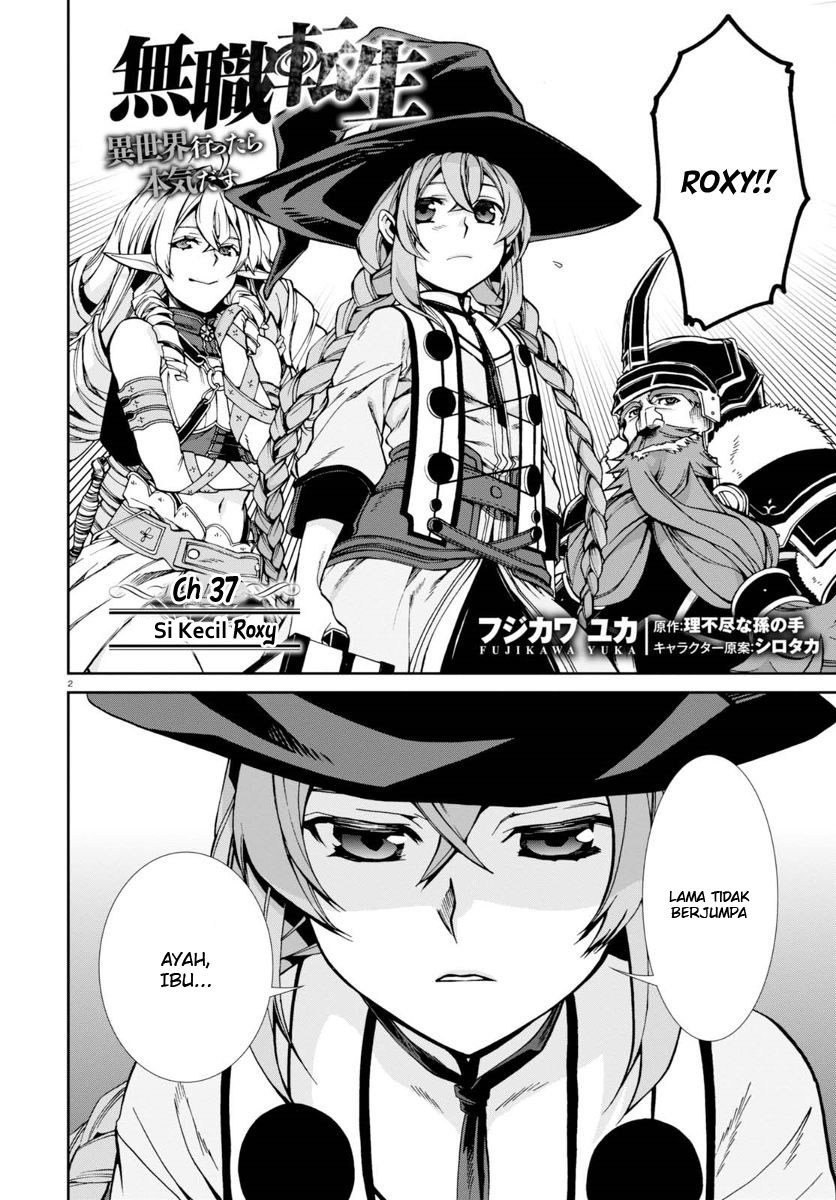 無職転生
異世界行ったら
本気だす
ROXY!!
Ch 37
Si Kecil Roxy
フジカワ ユカ
FUJIKAWA YUKA
原作:理不尽な孫の手
キャラクター原案:シロタカ
2
LAMA TIDAK
BERJUMPA
AYAH,
IBU...